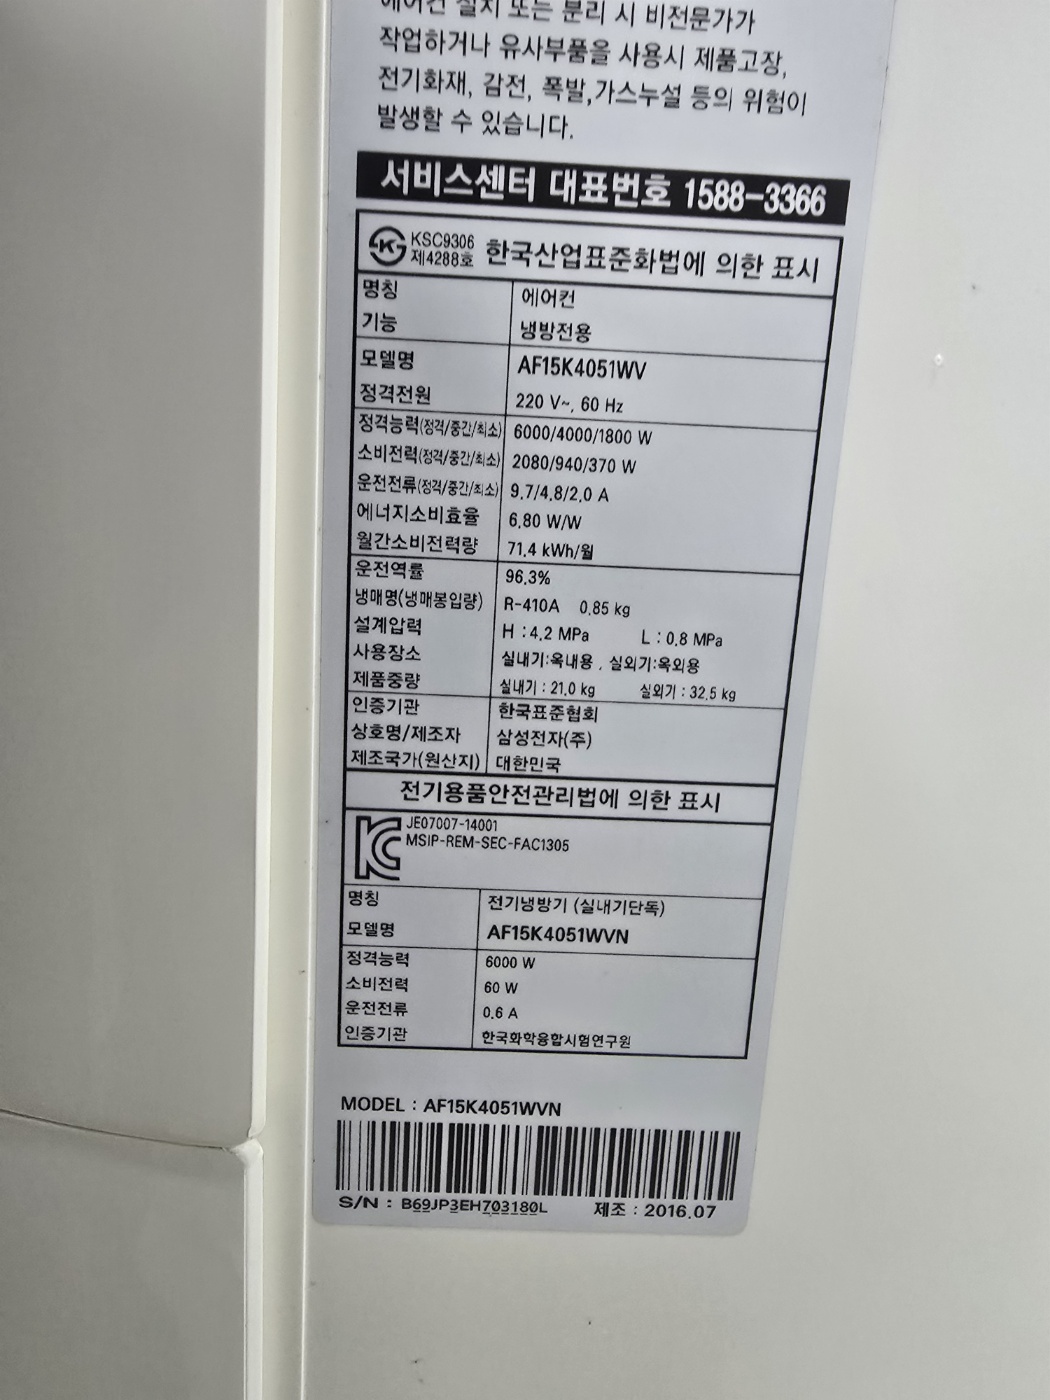 에어컨 설치 또는 분리 시 비전문가가
작업하거나 유사부품을 사용시 제품고장,
전기화재, 감전, 폭발,가스누설 등의 위험이
발생할 수 있습니다.
서비스센터 대표번호 1588-3366
KSC9306
제4288호
한국산업표준화법에 의한 표시
명칭 에어컨
기능 냉방전용
모델명 AF15K4051WV
정격전원 220 V~, 60 Hz
정격능력(정격/중간/최소) 6000/4000/1800 W
소비전력(정격/중간/최소) 2080/940/370 W
운전전류(정격/중간/최소) 9.7/4.8/2.0 A
에너지소비효율 6.80 W/W
월간소비전력량 71.4 kWh/월
운전역률 96.3%
냉매명(냉매봉입량) R-410A 0.85 kg
설계압력 H : 4.2 MPa L : 0.8 MPa
사용장소 실내기:옥내용 , 실외기:옥외용
제품중량 실내기 : 21.0 kg 실외기 : 32.5 kg
인증기관 한국표준협회
상호명/제조자 삼성전자(주)
제조국가(원산지) 대한민국
전기용품안전관리법에 의한 표시
JE07007-14001
MSIP-REM-SEC-FAC1305
명칭 전기냉방기 (실내기단독)
모델명 AF15K4051WVN
정격능력 6000 W
소비전력 60 W
운전전류 0.6 A
인증기관 한국화학융합시험연구원
MODEL : AF15K4051WVN
S/N : B69JP3EH703180L 제조 : 2016.07